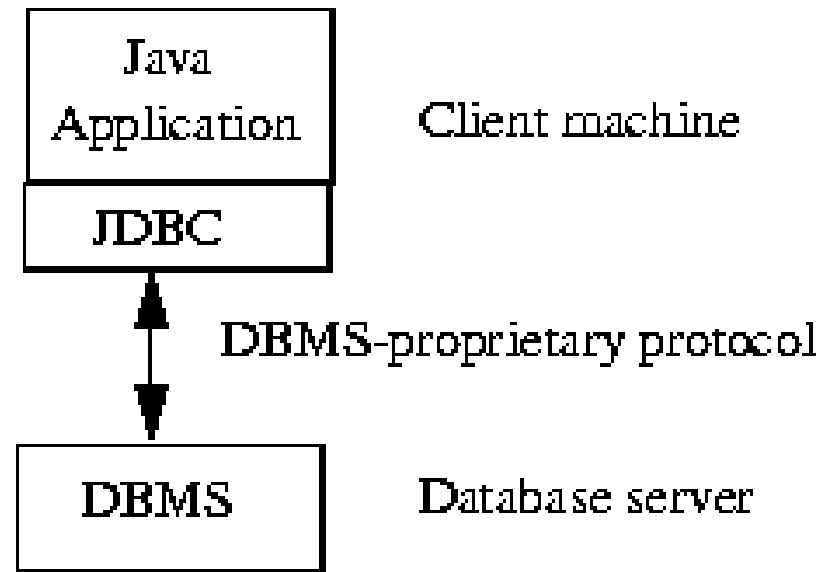 Java
Application
Client machine
JDBC
DBMS-proprietary protocol
DBMS
Database server